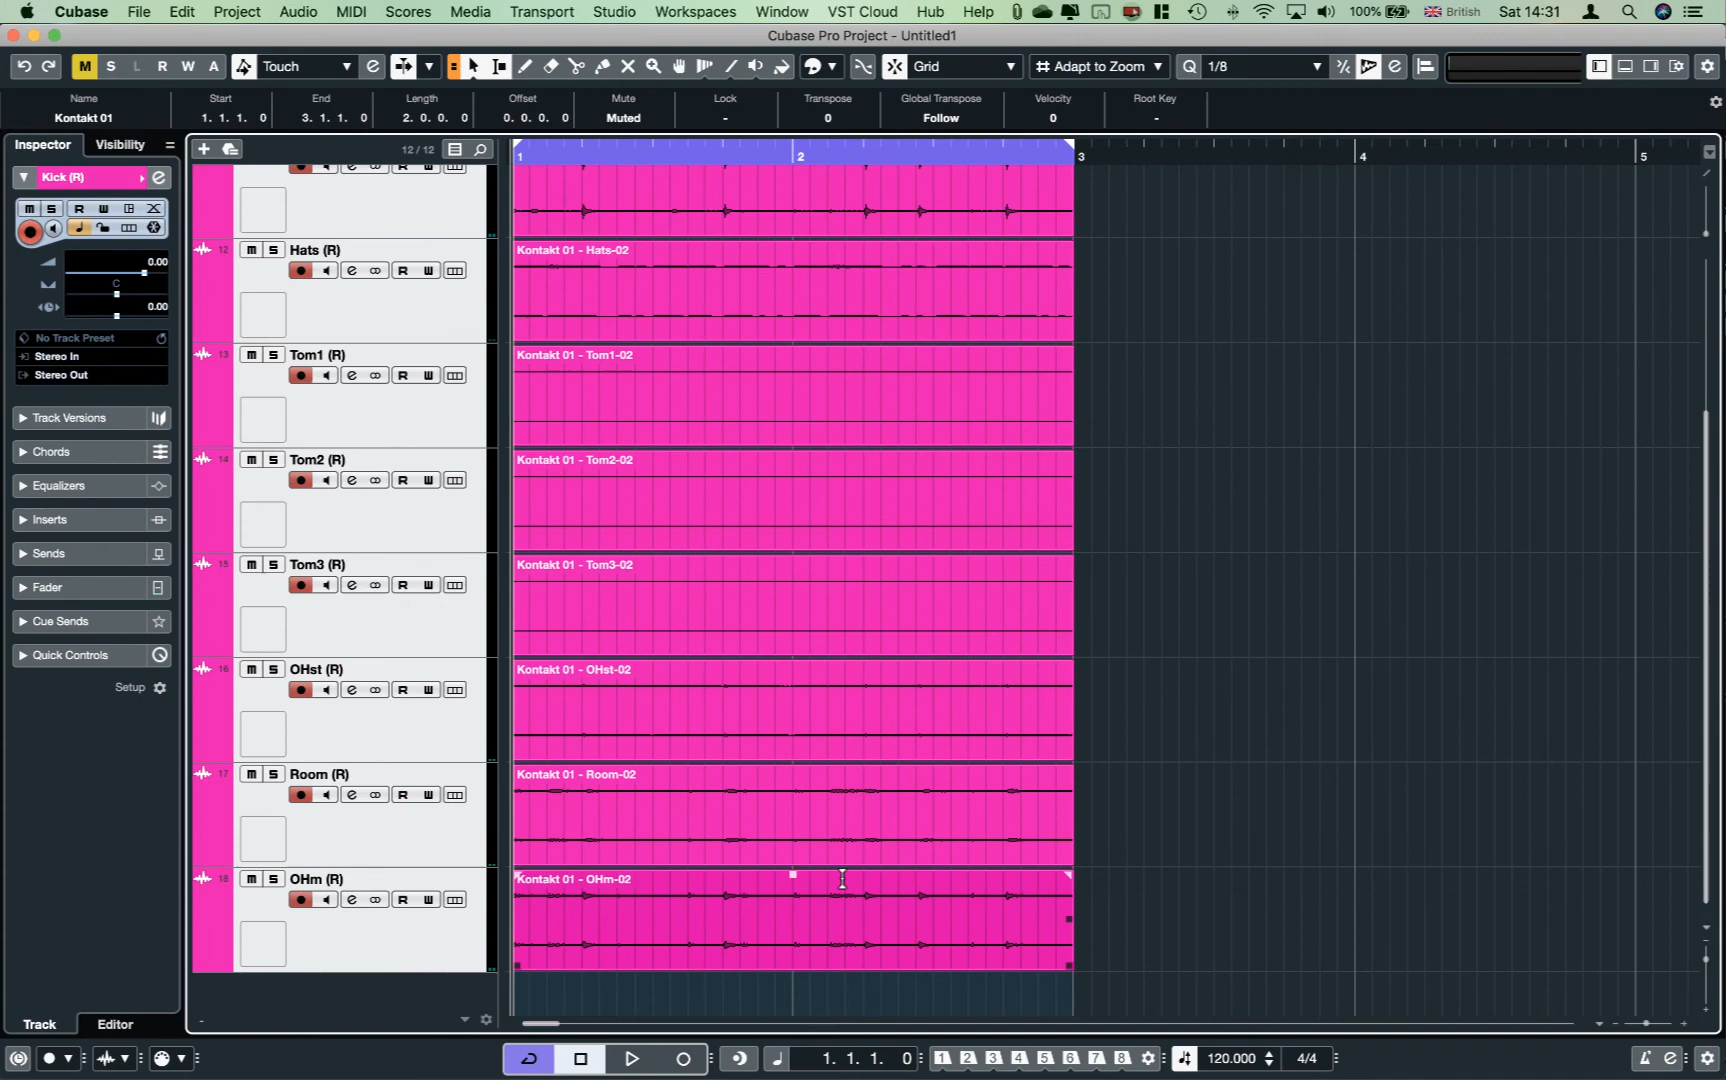 Cubase File Edit Project Audio MIDI Scores Media Transport Studio Workspaces Window VST Cloud Hub Help 100% British Sat 14:31
Cubase Pro Project - Untitled1
M S L R W A Touch Grid Adapt to Zoom Q 1/8
Name Start End Length Offset Mute Lock Transpose Global Transpose Velocity Root Key
Kontakt 01 1. 1. 1. 0 3. 1. 1. 0 2. 0. 0. 0 0. 0. 0. 0 Muted - 0 Follow 0 -
Inspector Visibility
12 / 12
1 2 3 4 5
Kick (R)
M S R W
0.00
C
0.00
No Track Preset
Stereo In
Stereo Out
Track Versions
Chords
Equalizers
Inserts
Sends
Fader
Cue Sends
Quick Controls
Setup
12 m S Hats (R)
R W
Kontakt 01 - Hats-02
13 m S Tom1 (R)
R W
Kontakt 01 - Tom1-02
14 m S Tom2 (R)
R W
Kontakt 01 - Tom2-02
15 m S Tom3 (R)
R W
Kontakt 01 - Tom3-02
16 m S OHst (R)
R W
Kontakt 01 - OHst-02
17 m S Room (R)
R W
Kontakt 01 - Room-02
18 m S OHm (R)
R W
Kontakt 01 - OHm-02
Track Editor
1. 1. 1. 0 1 2 3 4 5 6 7 8 120.000 4/4